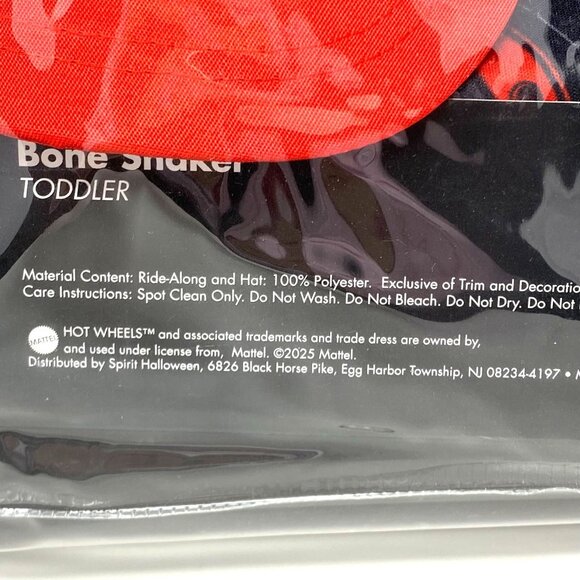 Bone Shaker
TODDLER
Material Content: Ride-Along and Hat: 100% Polyester. Exclusive of Trim and Decoratio
Care Instructions: Spot Clean Only. Do Not Wash. Do Not Bleach. Do Not Dry. Do Not
MATTEL
HOT WHEELS™ and associated trademarks and trade dress are owned by,
and used under license from, Mattel. ©2025 Mattel.
Distributed by Spirit Halloween, 6826 Black Horse Pike, Egg Harbor Township, NJ 08234-4197 •